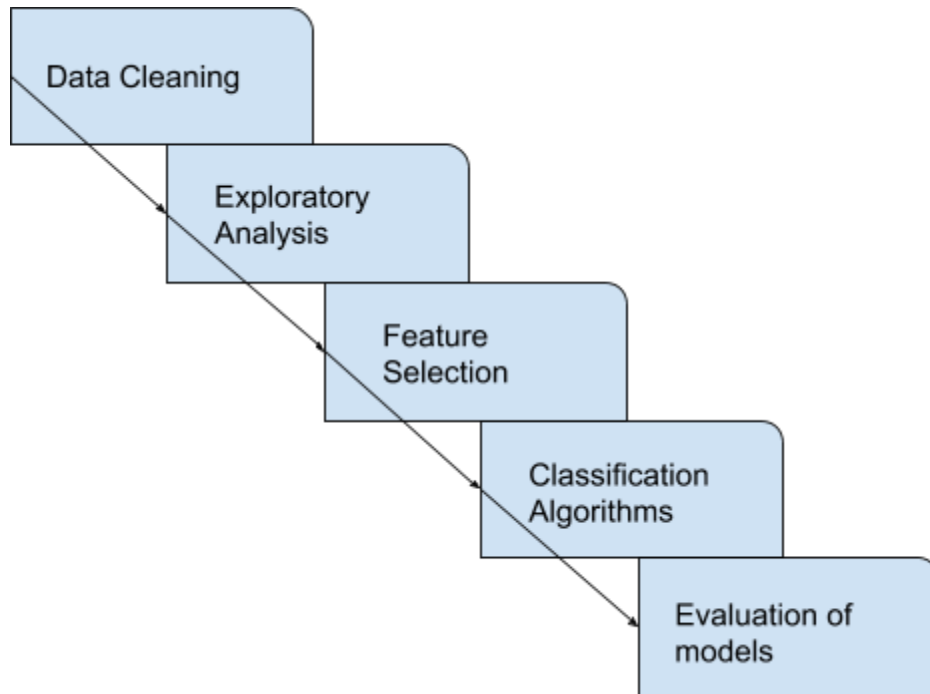 Data Cleaning
Exploratory
Analysis
Feature
Selection
Classification
Algorithms
Evaluation of
models